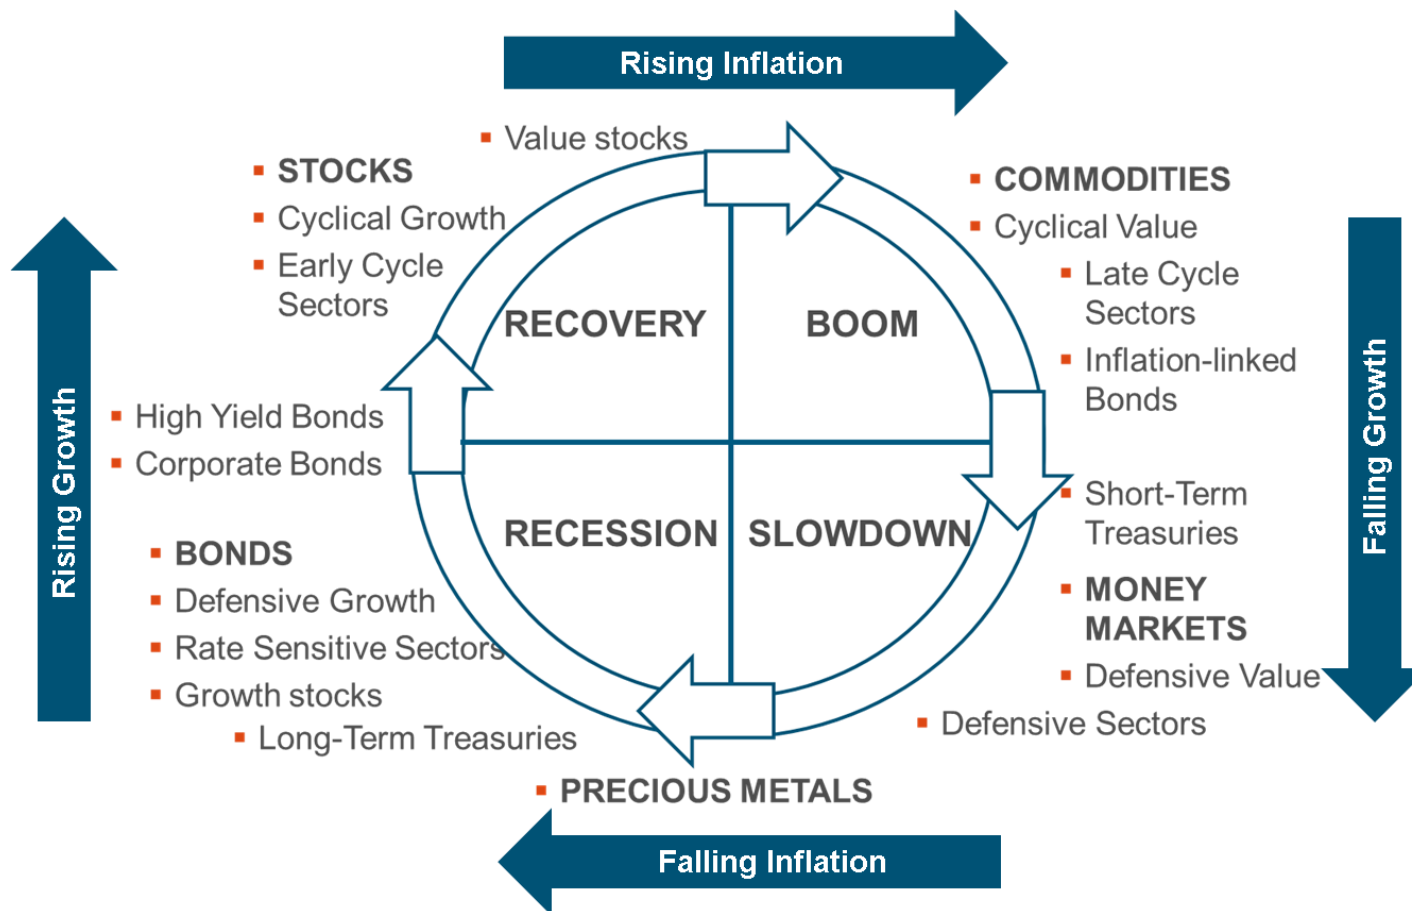 Rising Inflation
Value stocks
STOCKS
Cyclical Growth
Early Cycle
Sectors
COMMODITIES
Cyclical Value
Late Cycle
Sectors
Inflation-linked
Bonds
RECOVERY
BOOM
Rising Growth
Falling Growth
High Yield Bonds
Corporate Bonds
RECESSION
SLOWDOWN
Short-Term
Treasuries
BONDS
Defensive Growth
Rate Sensitive Sectors
Growth stocks
Long-Term Treasuries
MONEY
MARKETS
Defensive Value
Defensive Sectors
PRECIOUS METALS
Falling Inflation